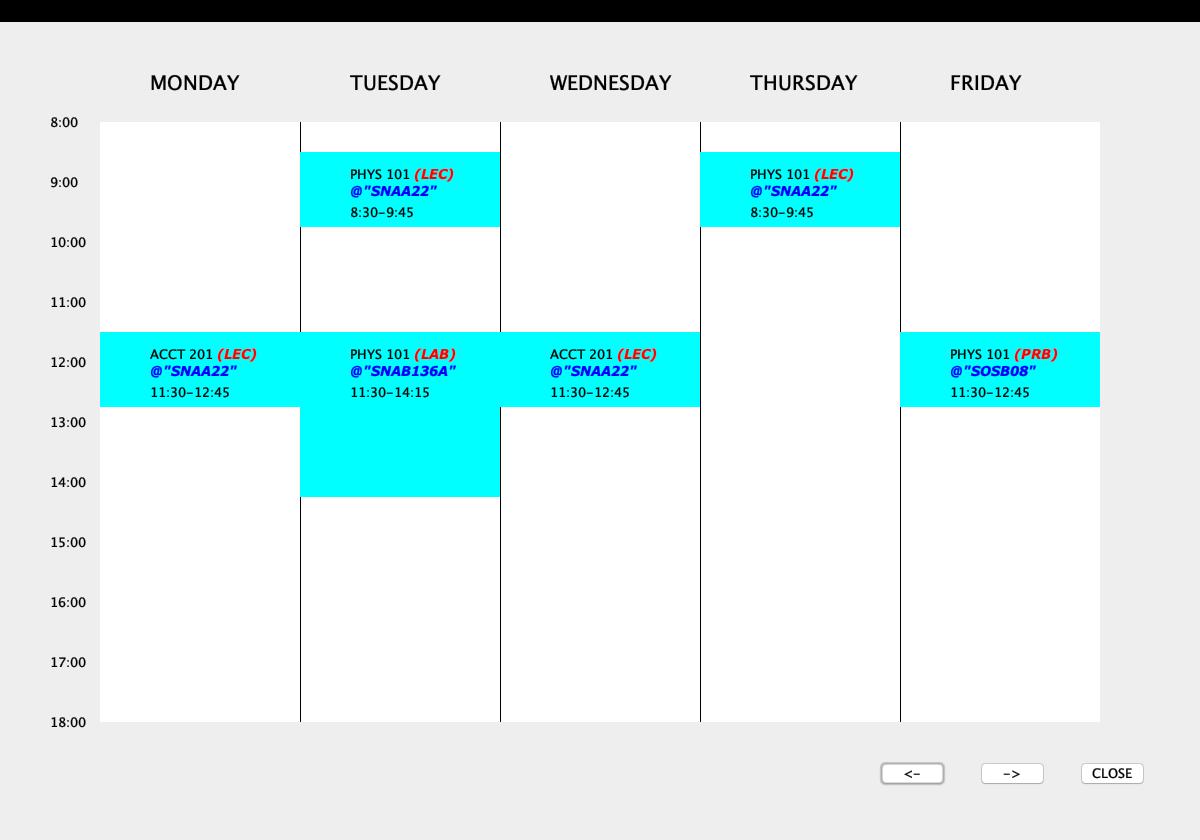 MONDAY TUESDAY WEDNESDAY THURSDAY FRIDAY
8:00
PHYS 101 (LEC)
@"SNAA22"
8:30-9:45
PHYS 101 (LEC)
@"SNAA22"
8:30-9:45
9:00
10:00
11:00
ACCT 201 (LEC)
@"SNAA22"
11:30-12:45
PHYS 101 (LAB)
@"SNAB136A"
11:30-14:15
ACCT 201 (LEC)
@"SNAA22"
11:30-12:45
PHYS 101 (PRB)
@"SOSB08"
11:30-12:45
12:00
13:00
14:00
15:00
16:00
17:00
18:00
<- -> CLOSE